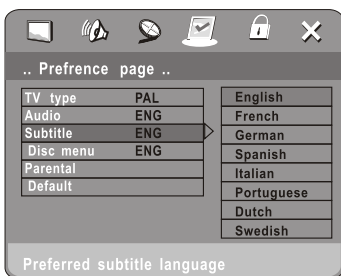 .. Prefrence page ..
TV type PAL
Audio ENG
Subtitle ENG
Disc menu ENG
Parental
Default
English
French
German
Spanish
Italian
Portuguese
Dutch
Swedish
Preferred subtitle language